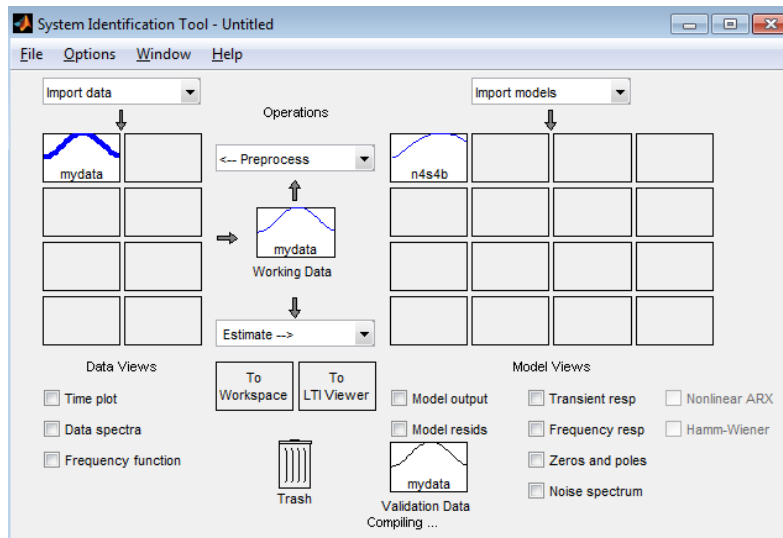 System Identification Tool - Untitled
File Options Window Help
Import data
Import models
Operations
mydata
<-- Preprocess
n4s4b
mydata
Working Data
Estimate -->
Data Views
Model Views
To
Workspace
To
LTI Viewer
Time plot
Data spectra
Frequency function
Model output
Model resids
Transient resp
Frequency resp
Zeros and poles
Noise spectrum
Nonlinear ARX
Hamm-Wiener
Trash
mydata
Validation Data
Compiling ...